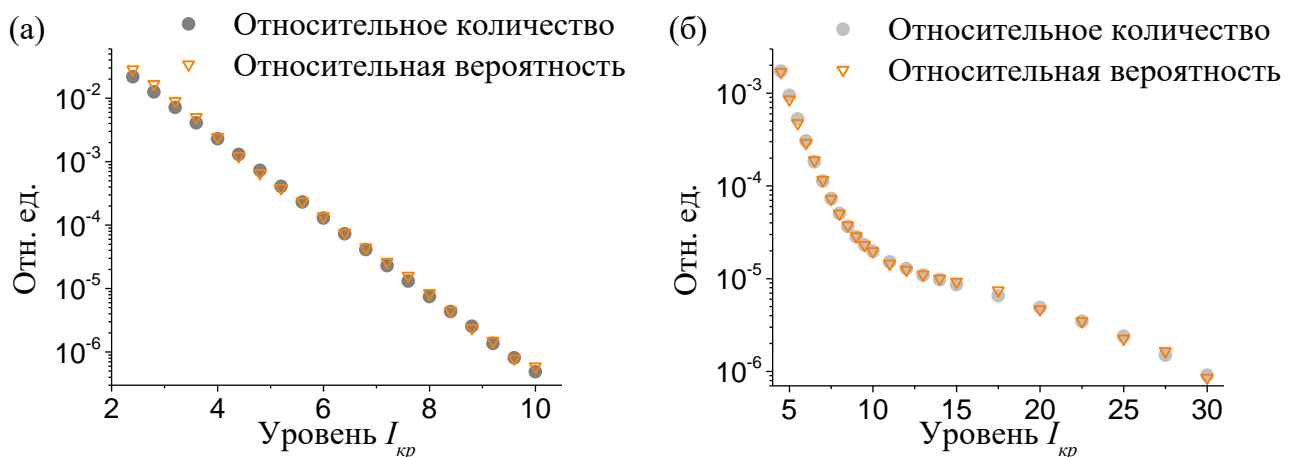 (а)
Относительное количество
Относительная вероятность
Отн. ед.
10⁻²
10⁻³
10⁻⁴
10⁻⁵
10⁻⁶
2 4 6 8 10
Уровень I_кр
(б)
Относительное количество
Относительная вероятность
Отн. ед.
10⁻³
10⁻⁴
10⁻⁵
10⁻⁶
5 10 15 20 25 30
Уровень I_кр